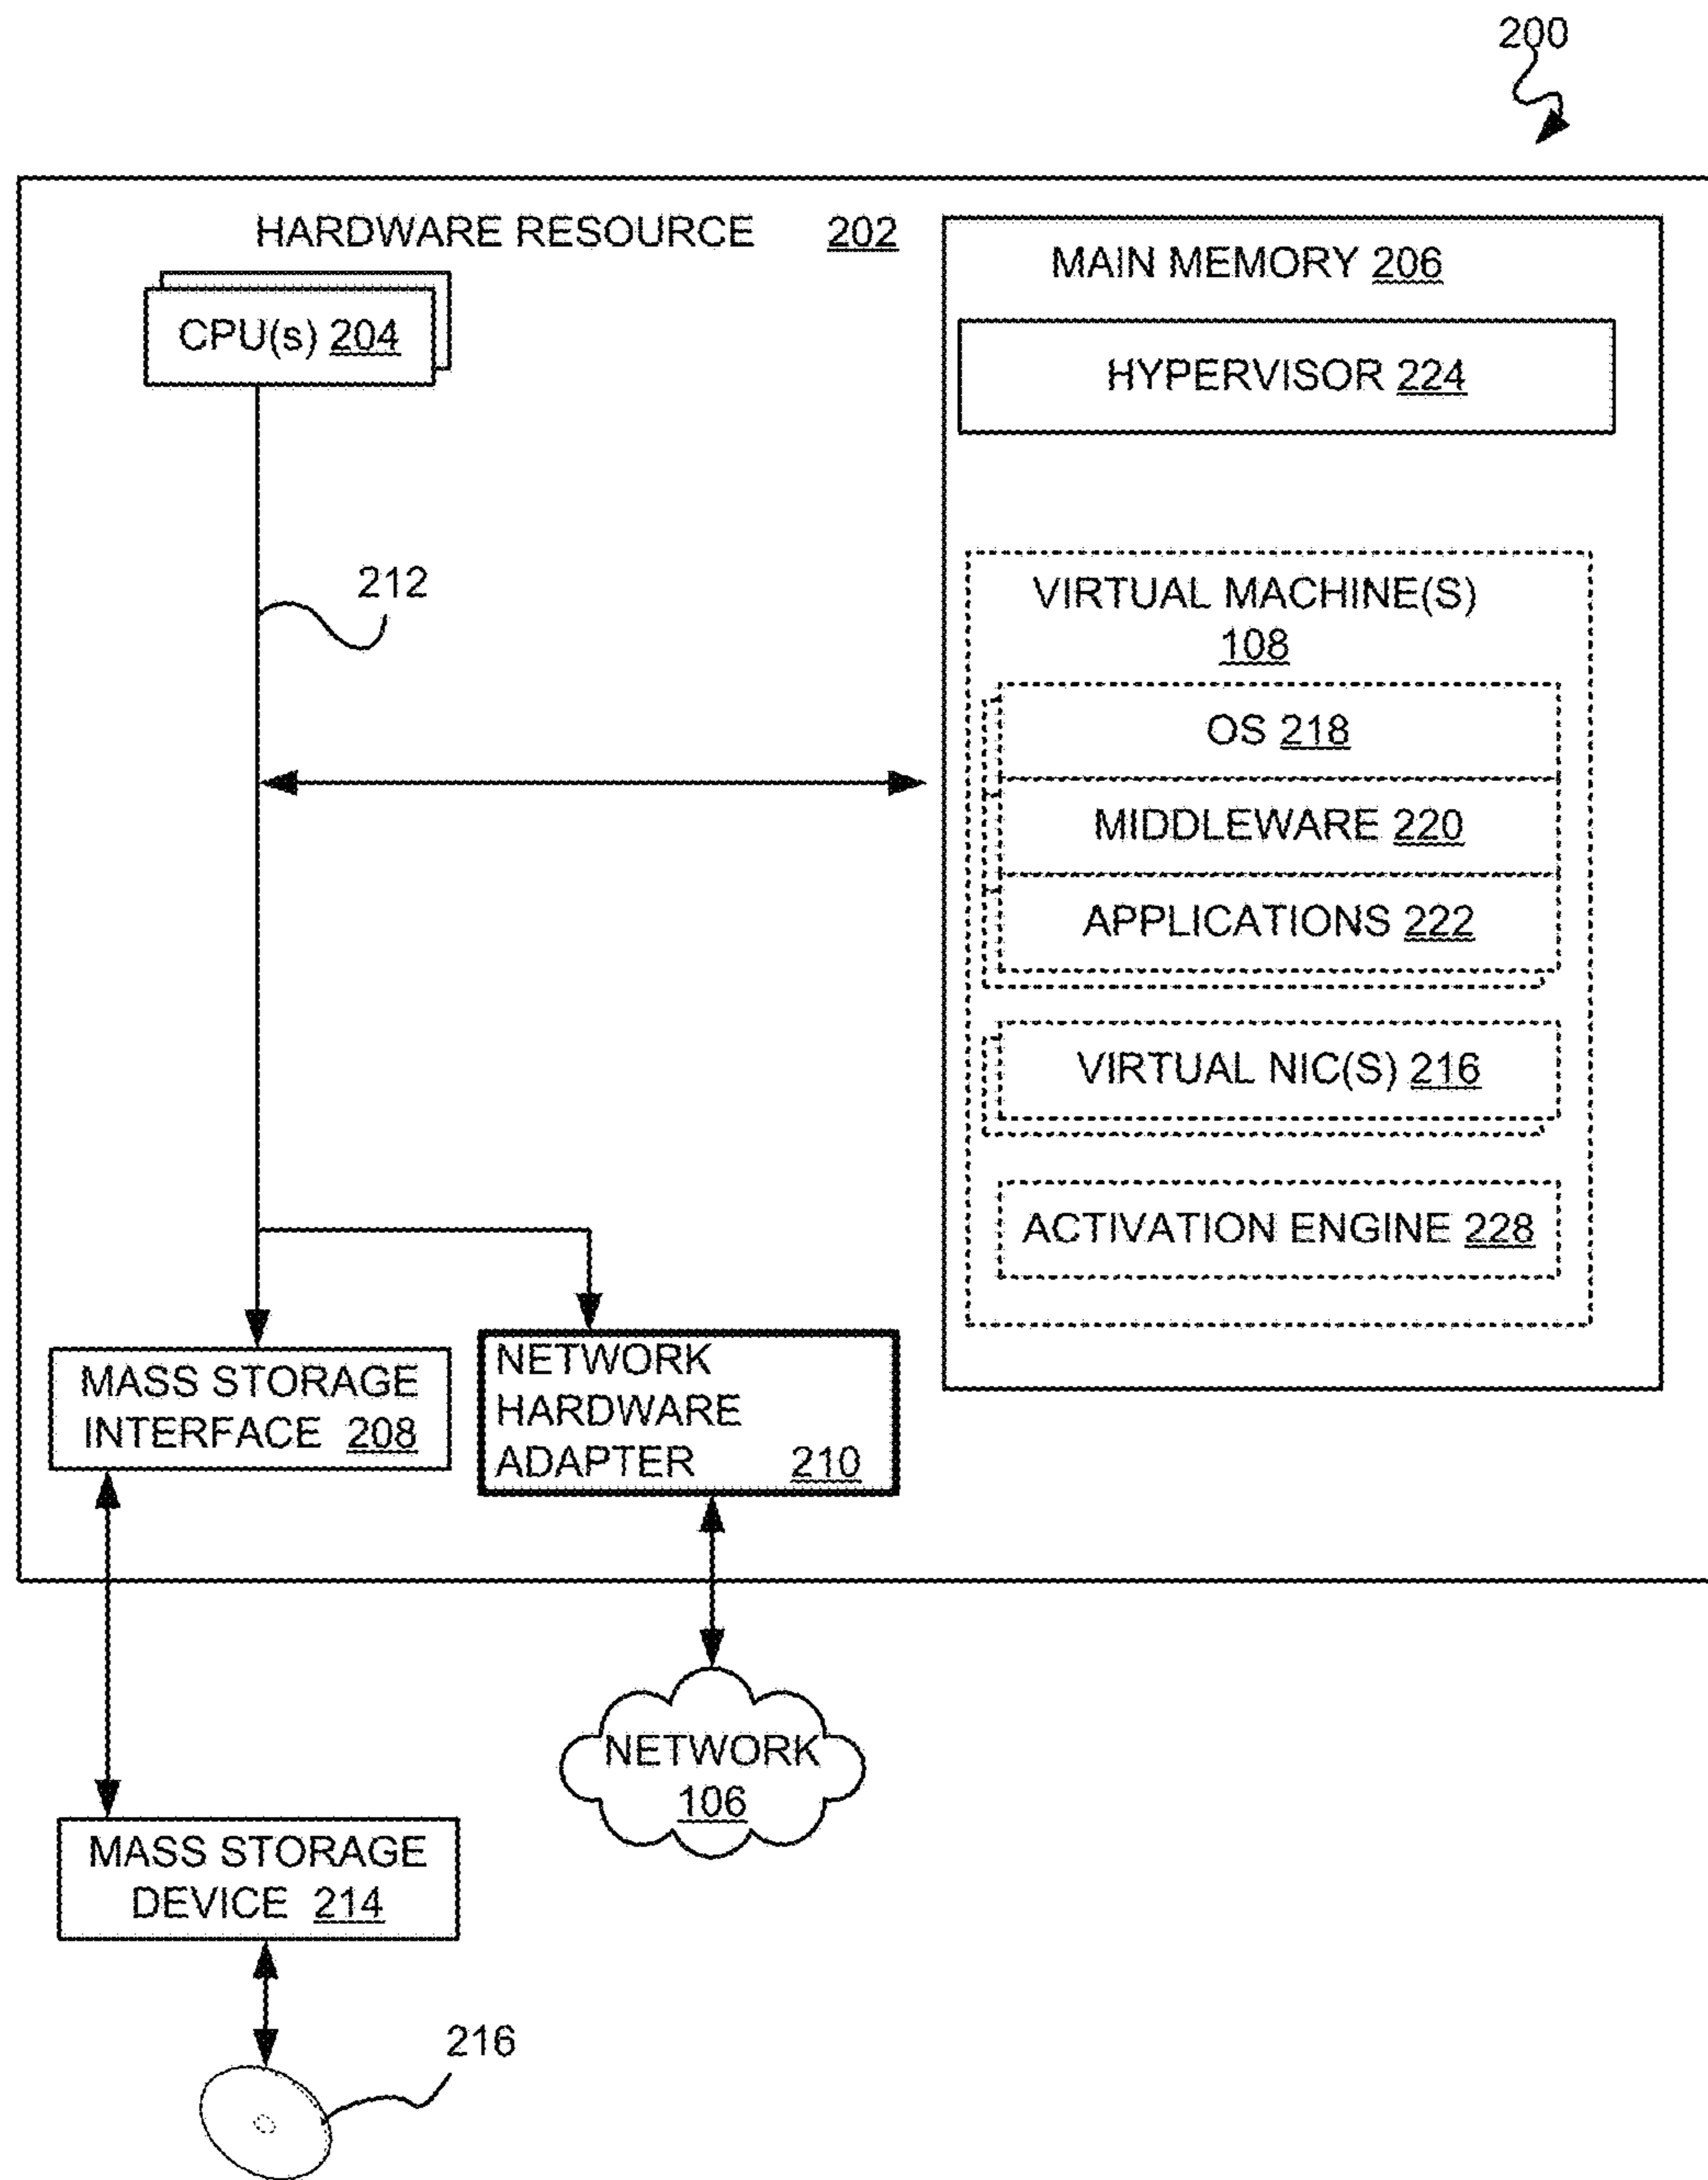 200
HARDWARE RESOURCE 202
CPU(s) 204
212
MAIN MEMORY 206
HYPERVISOR 224
VIRTUAL MACHINE(S)
108
OS 218
MIDDLEWARE 220
APPLICATIONS 222
VIRTUAL NIC(S) 216
ACTIVATION ENGINE 228
MASS STORAGE
INTERFACE 208
NETWORK
HARDWARE
ADAPTER 210
NETWORK
106
MASS STORAGE
DEVICE 214
216